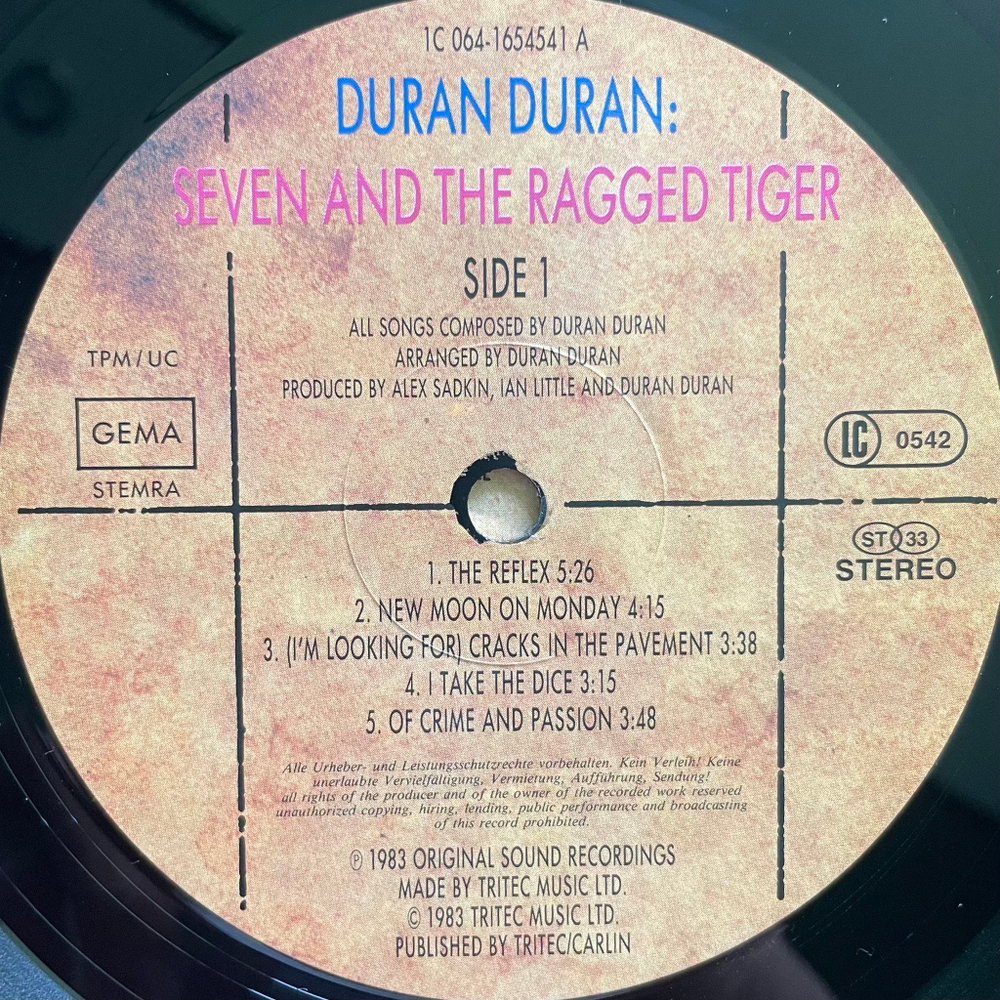 1C 064-1654541 A
DURAN DURAN:
SEVEN AND THE RAGGED TIGER
SIDE 1
ALL SONGS COMPOSED BY DURAN DURAN
ARRANGED BY DURAN DURAN
PRODUCED BY ALEX SADKIN, IAN LITTLE AND DURAN DURAN
TPM/UC
GEMA
STEMRA
LC 0542
ST 33
STEREO
1. THE REFLEX 5:26
2. NEW MOON ON MONDAY 4:15
3. (I'M LOOKING FOR) CRACKS IN THE PAVEMENT 3:38
4. I TAKE THE DICE 3:15
5. OF CRIME AND PASSION 3:48
Alle Urheber- und Leistungsschutzrechte vorbehalten. Kein Verleih! Keine
unerlaubte Vervielfältigung, Vermietung, Aufführung, Sendung!
all rights of the producer and of the owner of the recorded work reserved
unauthorized copying, hiring, lending, public performance and broadcasting
of this record prohibited.
℗ 1983 ORIGINAL SOUND RECORDINGS
MADE BY TRITEC MUSIC LTD.
© 1983 TRITEC MUSIC LTD.
PUBLISHED BY TRITEC/CARLIN